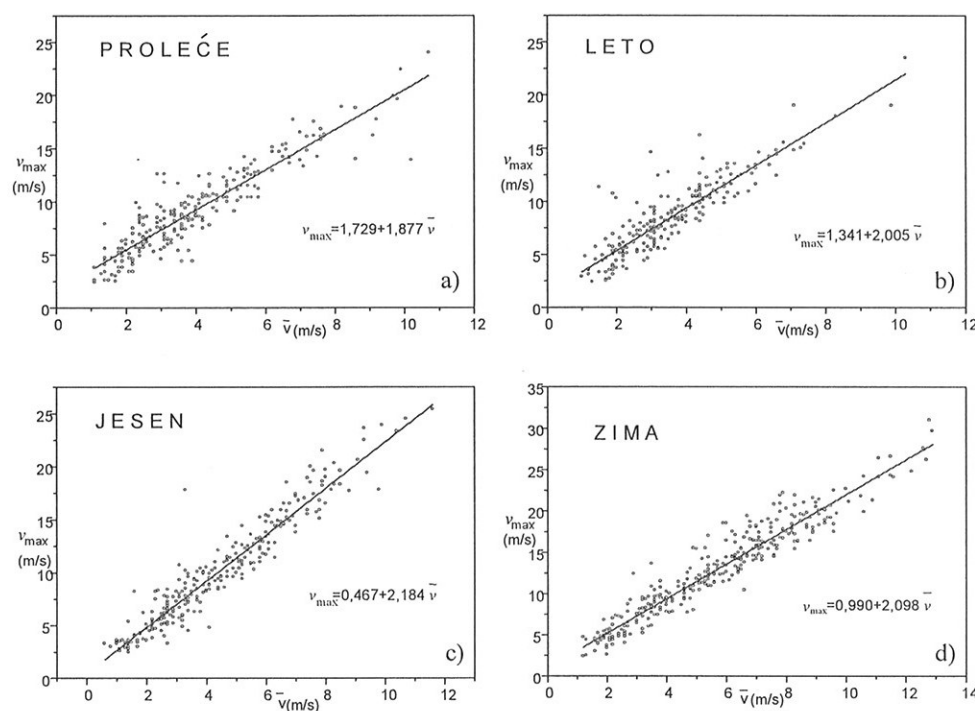 PROLEĆE
25
20
15
10
5
0
v_max
(m/s)
v_max=1,729+1,877 v̄
a)
0 2 4 6 8 10 12
v̄(m/s)
LETO
25
20
15
10
5
0
v_max
(m/s)
v_max=1,341+2,005 v̄
b)
0 2 4 6 8 10 12 14
v̄(m/s)
JESEN
25
20
15
10
5
0
v_max
(m/s)
v_max=0,467+2,184 v̄
c)
0 2 4 6 8 10 12
v̄(m/s)
ZIMA
35
30
25
20
15
10
5
0
v_max
(m/s)
v_max=0,990+2,098 v̄
d)
0 2 4 6 8 10 12 14
v̄(m/s)